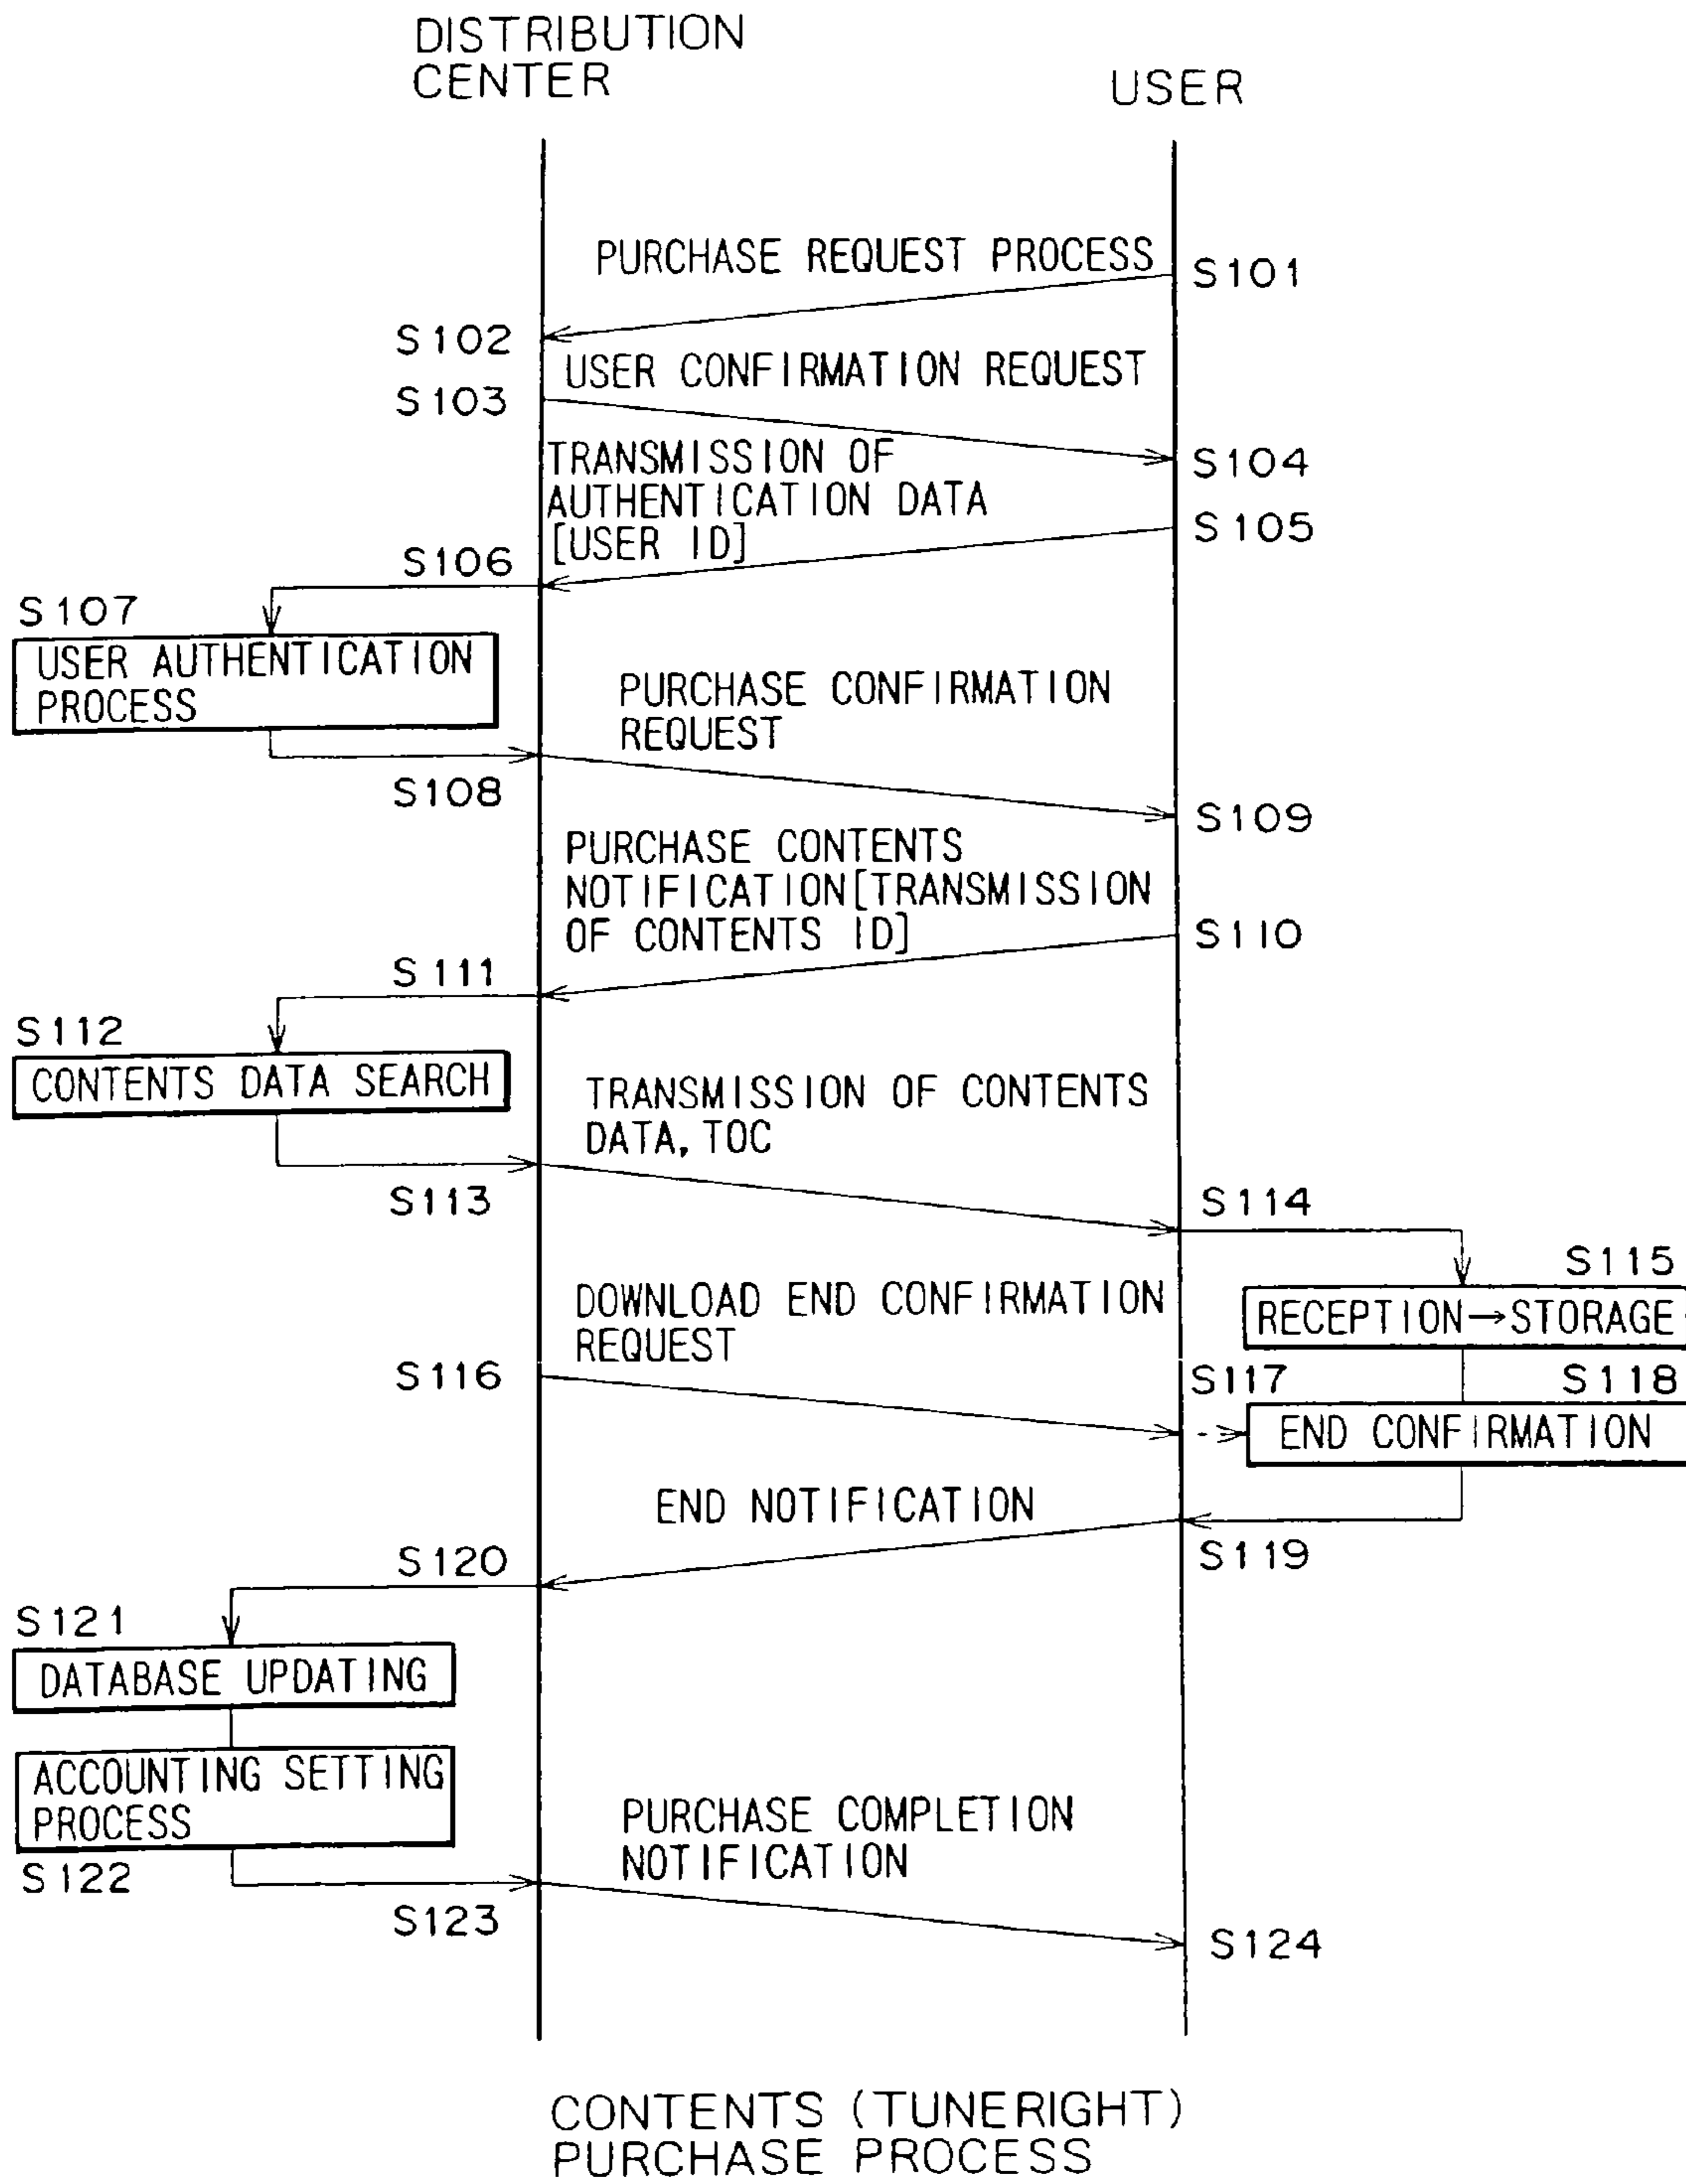 DISTRIBUTION
CENTER
USER
PURCHASE REQUEST PROCESS
S101
S102
USER CONFIRMATION REQUEST
S103
TRANSMISSION OF
S104
AUTHENTICATION DATA
S105
[USER ID]
S106
S107
USER AUTHENTICATION
PROCESS
PURCHASE CONFIRMATION
REQUEST
S108
S109
PURCHASE CONTENTS
NOTIFICATION[TRANSMISSION
OF CONTENTS ID]
S110
S111
S112
CONTENTS DATA SEARCH
TRANSMISSION OF CONTENTS
DATA, TOC
S113
S114
S115
RECEPTION→STORAGE
DOWNLOAD END CONFIRMATION
REQUEST
S116
S117
S118
END CONFIRMATION
END NOTIFICATION
S119
S120
S121
DATABASE UPDATING
ACCOUNTING SETTING
PROCESS
S122
PURCHASE COMPLETION
NOTIFICATION
S123
S124
CONTENTS (TUNERIGHT)
PURCHASE PROCESS